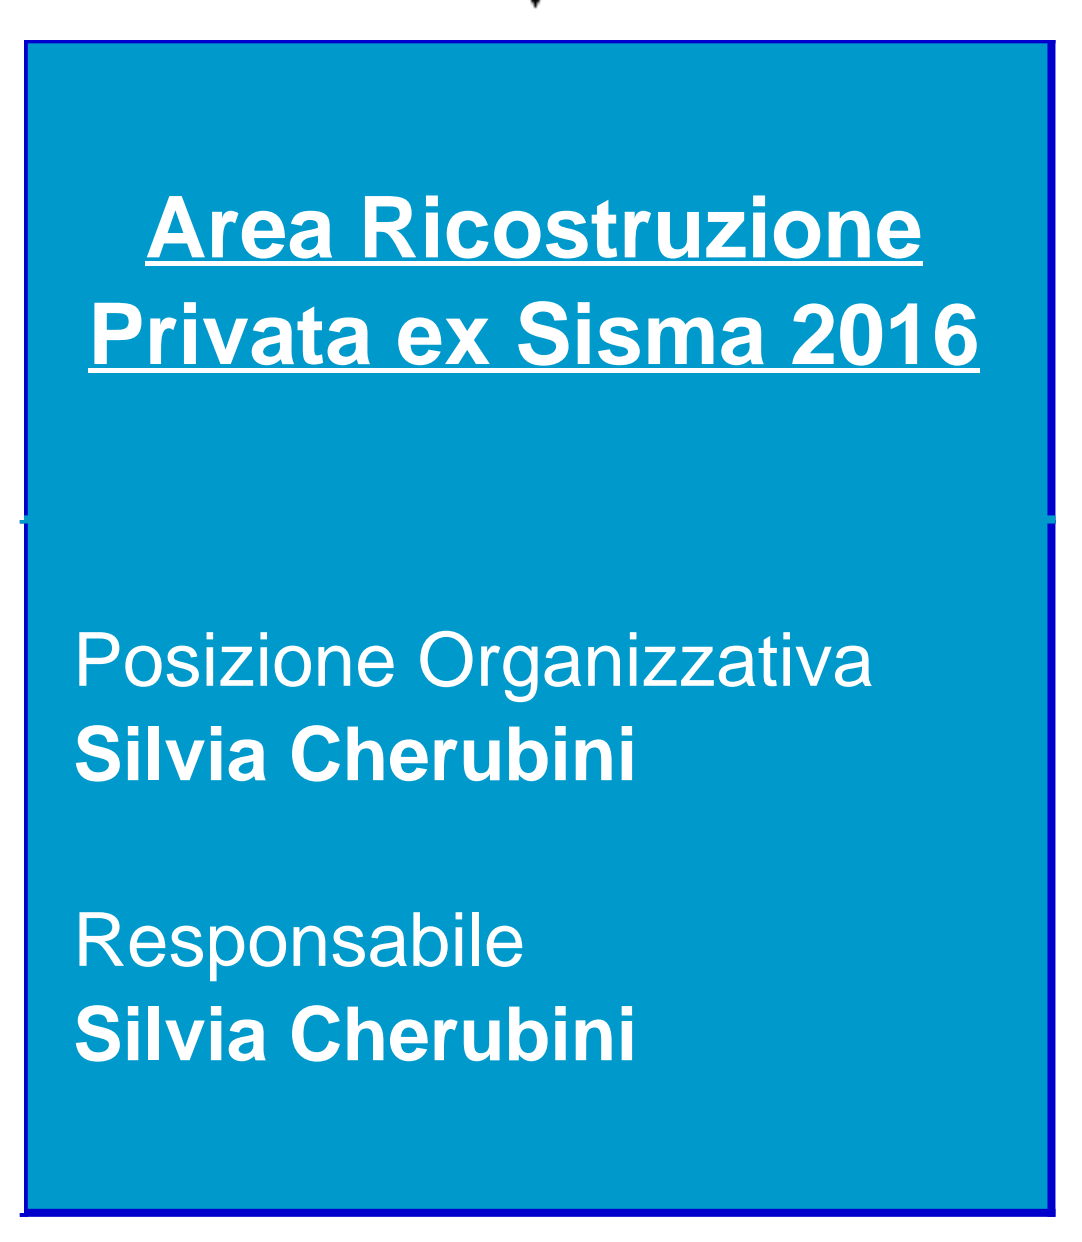 Area Ricostruzione
Privata ex Sisma 2016
Posizione Organizzativa
Silvia Cherubini
Responsabile
Silvia Cherubini